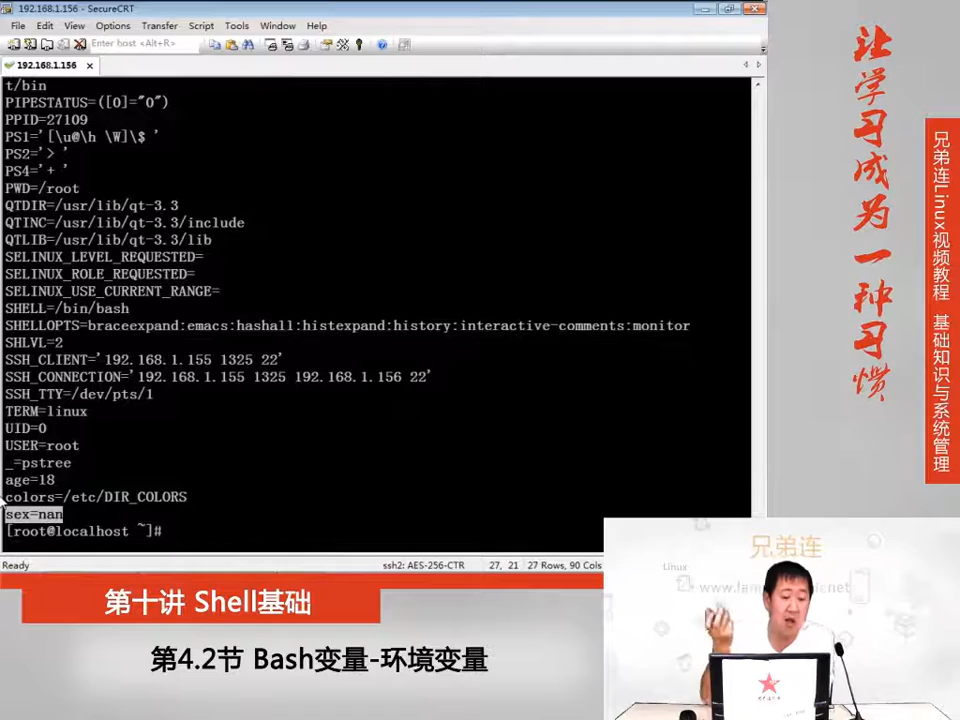 192.168.1.156 - SecureCRT
File Edit View Options Transfer Script Tools Window Help
Enter host <Alt+R>
192.168.1.156
t/bin
PIPESTATUS=([0]="0")
PPID=27109
PS1='[\u@\h \W]\$ '
PS2='> '
PS4='+ '
PWD=/root
QTDIR=/usr/lib/qt-3.3
QTINC=/usr/lib/qt-3.3/include
QTLIB=/usr/lib/qt-3.3/lib
SELINUX_LEVEL_REQUESTED=
SELINUX_ROLE_REQUESTED=
SELINUX_USE_CURRENT_RANGE=
SHELL=/bin/bash
SHELLOPTS=braceexpand:emacs:hashall:histexpand:history:interactive-comments:monitor
SHLVL=2
SSH_CLIENT='192.168.1.155 1325 22'
SSH_CONNECTION='192.168.1.155 1325 192.168.1.156 22'
SSH_TTY=/dev/pts/1
TERM=linux
UID=0
USER=root
_=pstree
age=18
colors=/etc/DIR_COLORS
sex=nan
[root@localhost ~]#
Ready ssh2: AES-256-CTR 27, 21 27 Rows, 90 Cols
让学习成为一种习惯
兄弟连Linux视频教程 基础知识与系统管理
兄弟连
Linux
第十讲 Shell基础
第4.2节 Bash变量-环境变量